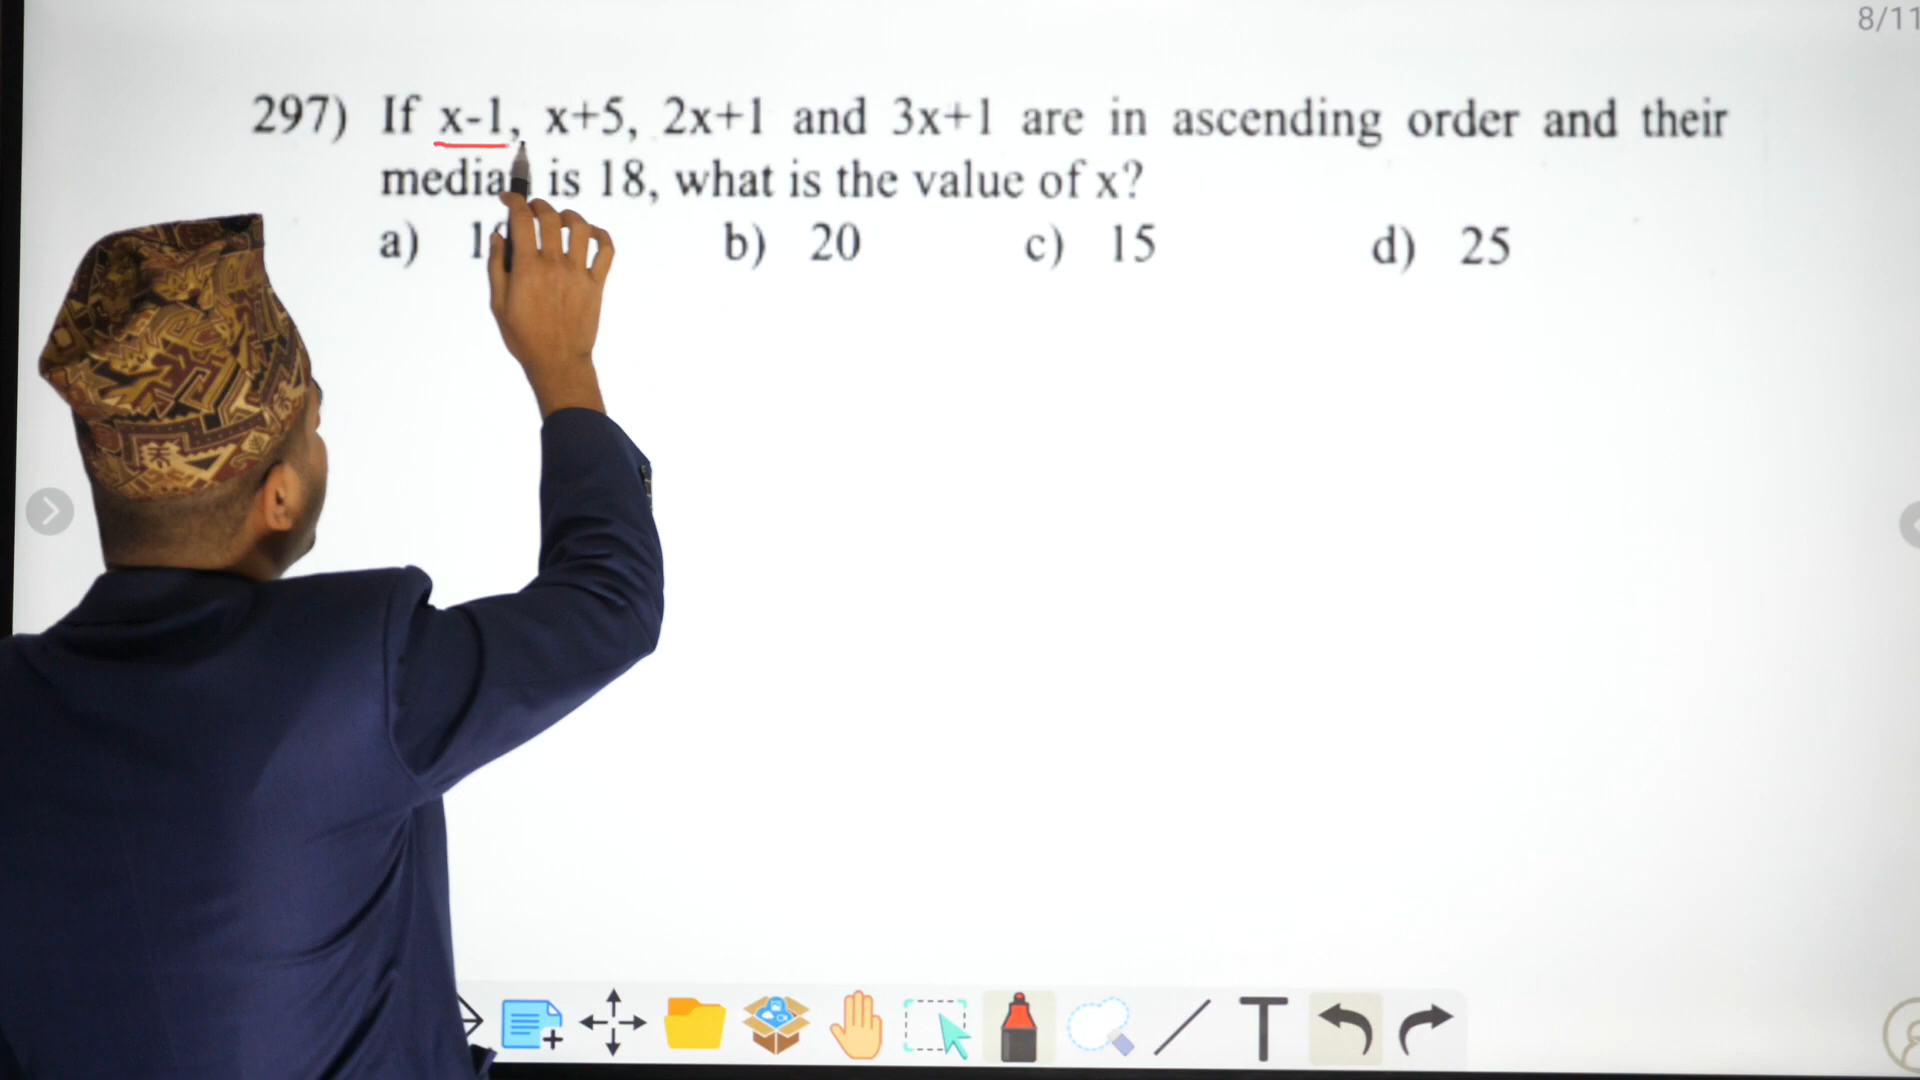 8/11
297) If x-1, x+5, 2x+1 and 3x+1 are in ascending order and their
is 18, what is the value of x?
a) b) 20 c) 15 d) 25
T